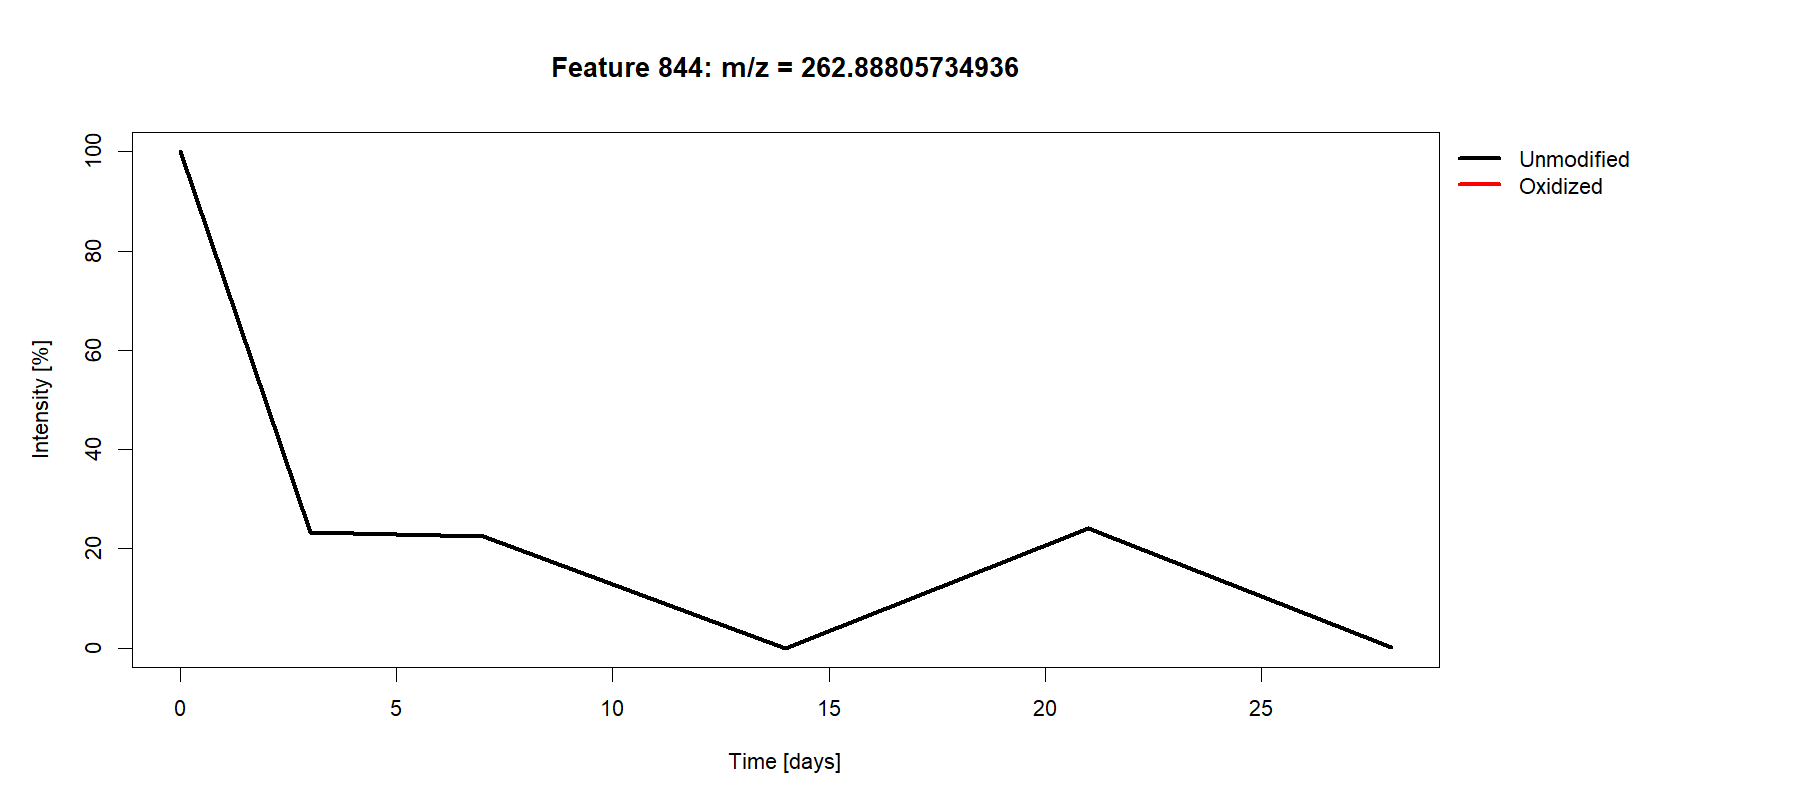 Feature 844: m/z = 262.88805734936
Unmodified
Oxidized
Intensity [%]
100
80
60
40
20
0
0 5 10 15 20 25
Time [days]